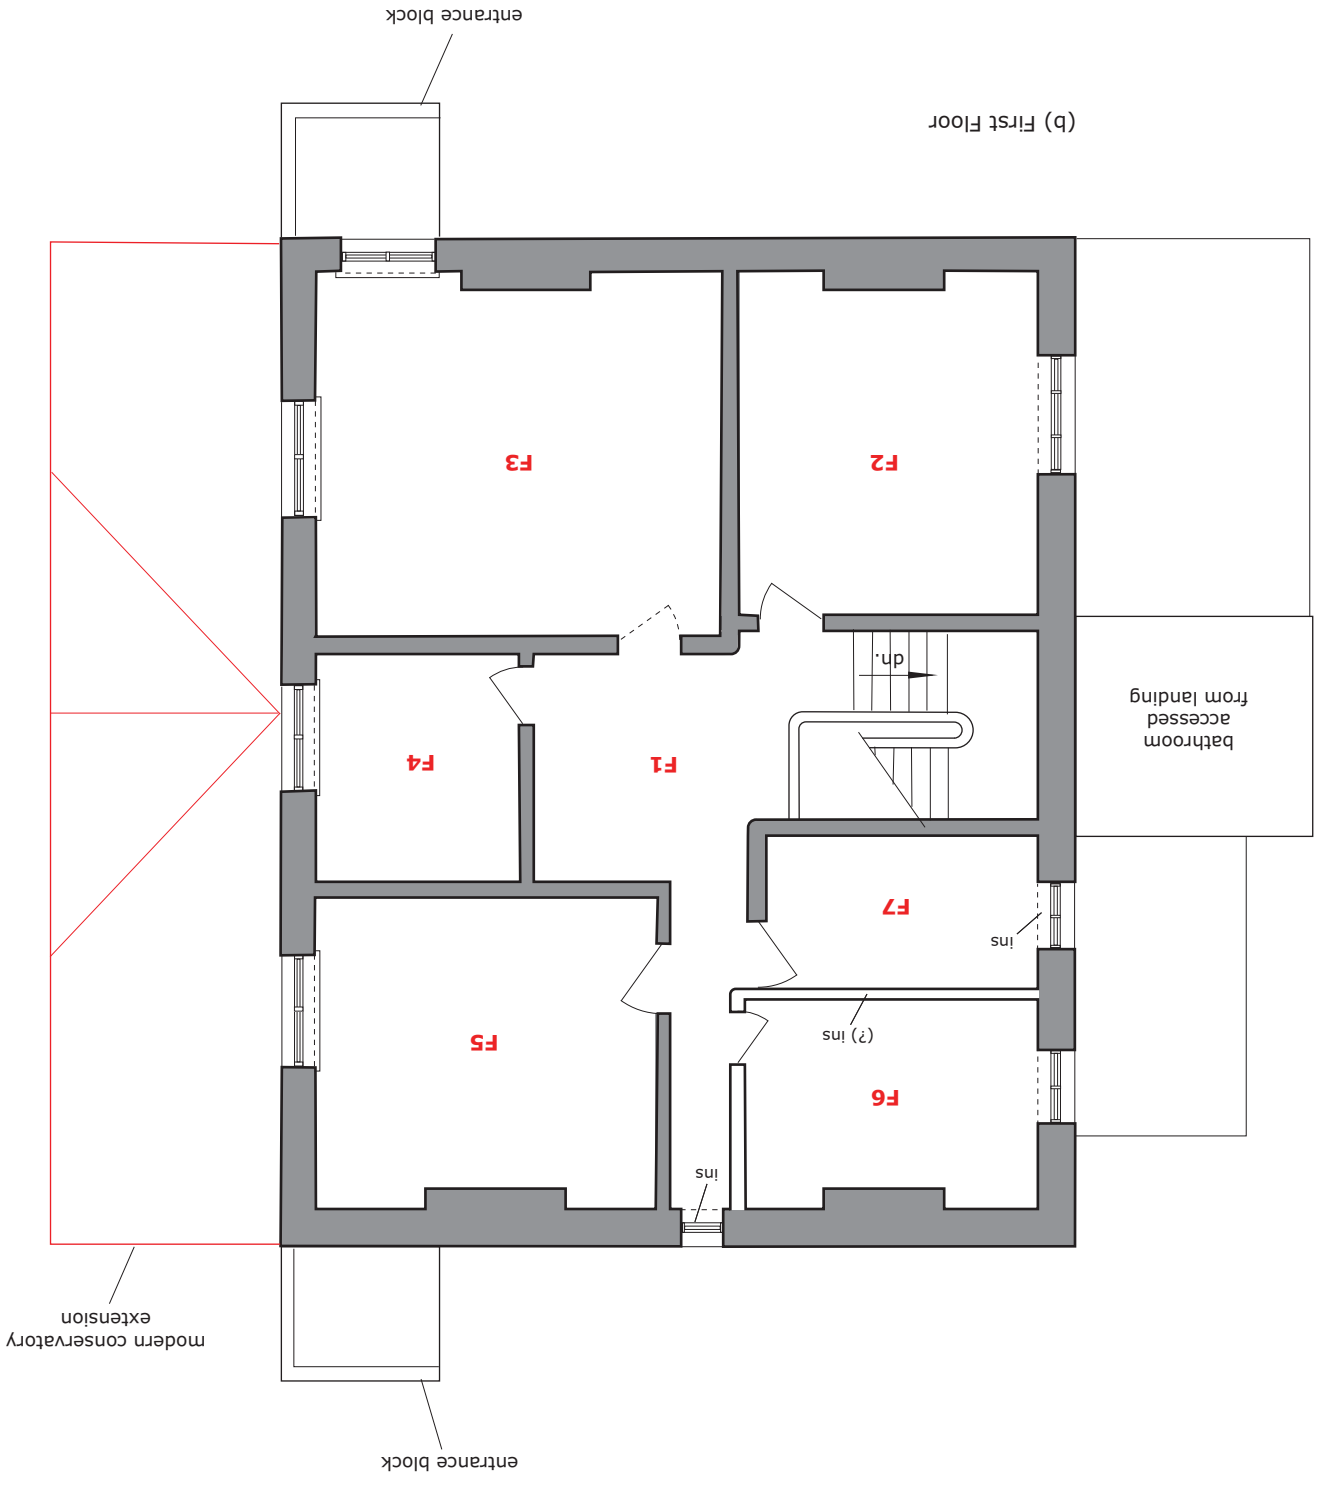 entrance block
modern conservatory
extension
ins
F6
F5
(?) ins
ins
F7
bathroom
accessed
from landing
F1
F4
dn.
F2
F3
(b) First Floor
entrance block